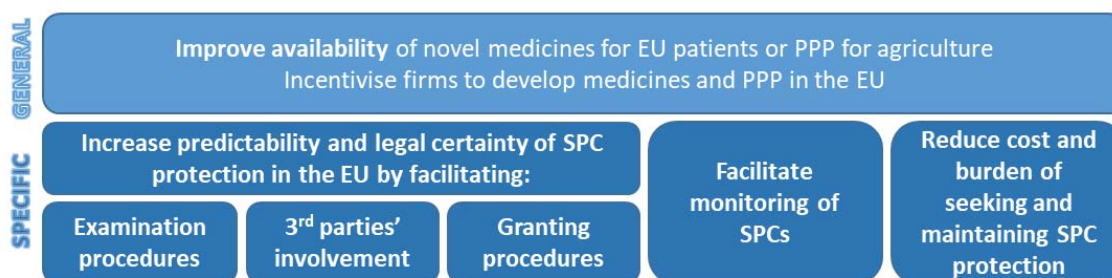 GENERAL
Improve availability of novel medicines for EU patients or PPP for agriculture
Incentivise firms to develop medicines and PPP in the EU
SPECIFIC
Increase predictability and legal certainty of SPC
protection in the EU by facilitating:
Examination
procedures
3rd parties'
involvement
Granting
procedures
Facilitate
monitoring of
SPCs
Reduce cost and
burden of
seeking and
maintaining SPC
protection